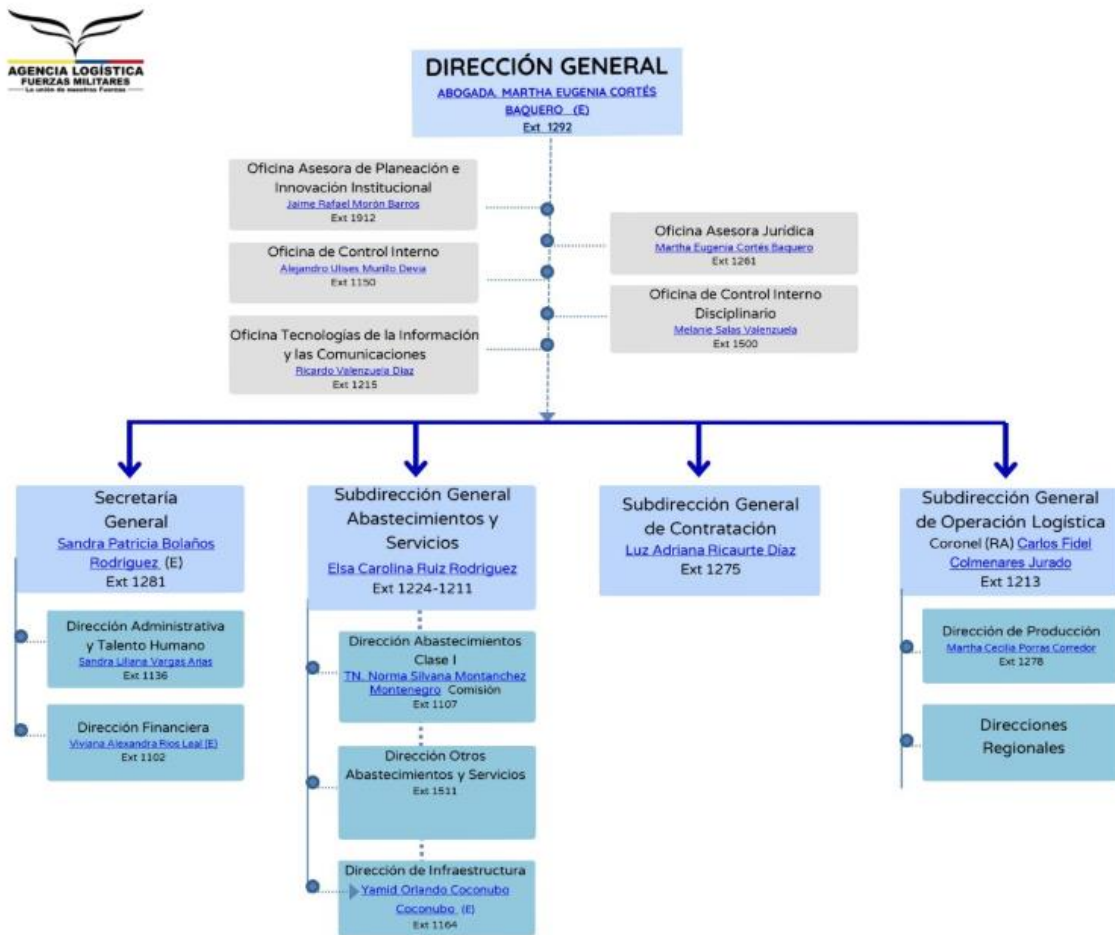 AGENCIA LOGÍSTICA
FUERZAS MILITARES
La unión de nuestras Fuerzas
DIRECCIÓN GENERAL
ABOGADA. MARTHA EUGENIA CORTÉS
BAQUERO (E)
Ext 1292
Oficina Asesora de Planeación e
Innovación Institucional
Jaime Rafael Morón Barros
Ext 1912
Oficina Asesora Jurídica
Martha Eugenia Cortés Baquero
Ext 1261
Oficina de Control Interno
Alejandro Ulises Murillo Devia
Ext 1150
Oficina de Control Interno
Disciplinario
Melanie Salas Valenzuela
Ext 1500
Oficina Tecnologías de la Información
y las Comunicaciones
Ricardo Valenzuela Díaz
Ext 1215
Secretaría
General
Sandra Patricia Bolaños
Rodriguez (E)
Ext 1281
Dirección Administrativa
y Talento Humano
Sandra Liliana Vargas Arias
Ext 1136
Dirección Financiera
Viviana Alexandra Rios Leal (E)
Ext 1102
Subdirección General
Abastecimientos y
Servicios
Elsa Carolina Ruiz Rodriguez
Ext 1224-1211
Dirección Abastecimientos
Clase I
TN. Norma Silvana Montanchez
Montenegro Comisión
Ext 1107
Dirección Otros
Abastecimientos y Servicios
Ext 1511
Dirección de Infraestructura
Yamid Orlando Coconubo
Coconubo (E)
Ext 1164
Subdirección General
de Contratación
Luz Adriana Ricaurte Díaz
Ext 1275
Subdirección General
de Operación Logística
Coronel (RA) Carlos Fidel
Colmenares Jurado
Ext 1213
Dirección de Producción
Martha Cecilia Porras Corredor
Ext 1278
Direcciones
Regionales